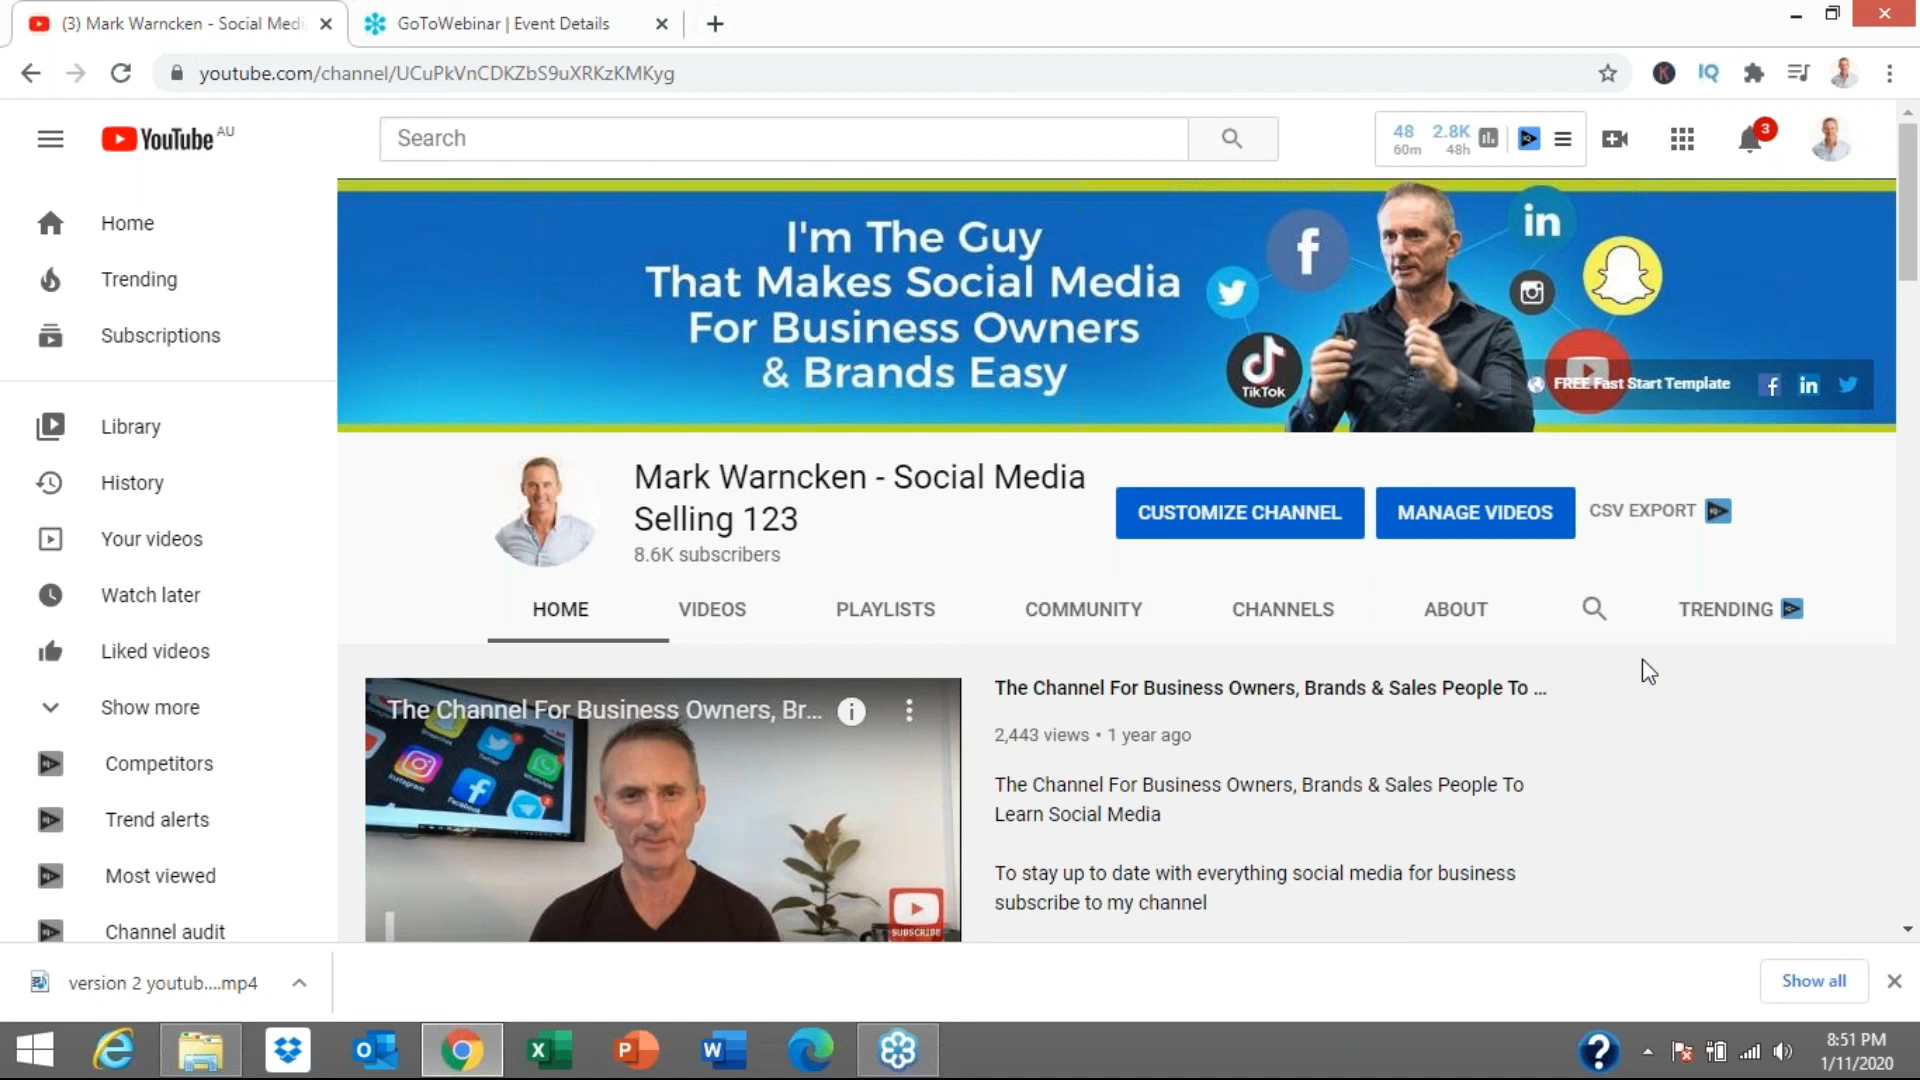 (3) Mark Warncken - Social Medi
GoToWebinar | Event Details
youtube.com/channel/UCuPkVnCDKZbS9uXRKzKMKyg
IQ
YouTube AU
Search
48 60m
2.8K 48h
3
Home
Trending
Subscriptions
Library
History
Your videos
Watch later
Liked videos
Show more
Competitors
Trend alerts
Most viewed
Channel audit
I'm The Guy
That Makes Social Media
For Business Owners
& Brands Easy
TikTok
FREE Fast Start Template
Mark Warncken - Social Media
Selling 123
8.6K subscribers
CUSTOMIZE CHANNEL
MANAGE VIDEOS
CSV EXPORT
HOME
VIDEOS
PLAYLISTS
COMMUNITY
CHANNELS
ABOUT
TRENDING
The Channel For Business Owners, Br...
SUBSCRIBE
The Channel For Business Owners, Brands & Sales People To ...
2,443 views • 1 year ago
The Channel For Business Owners, Brands & Sales People To
Learn Social Media
To stay up to date with everything social media for business
subscribe to my channel
version 2 youtub....mp4
Show all
8:51 PM
1/11/2020